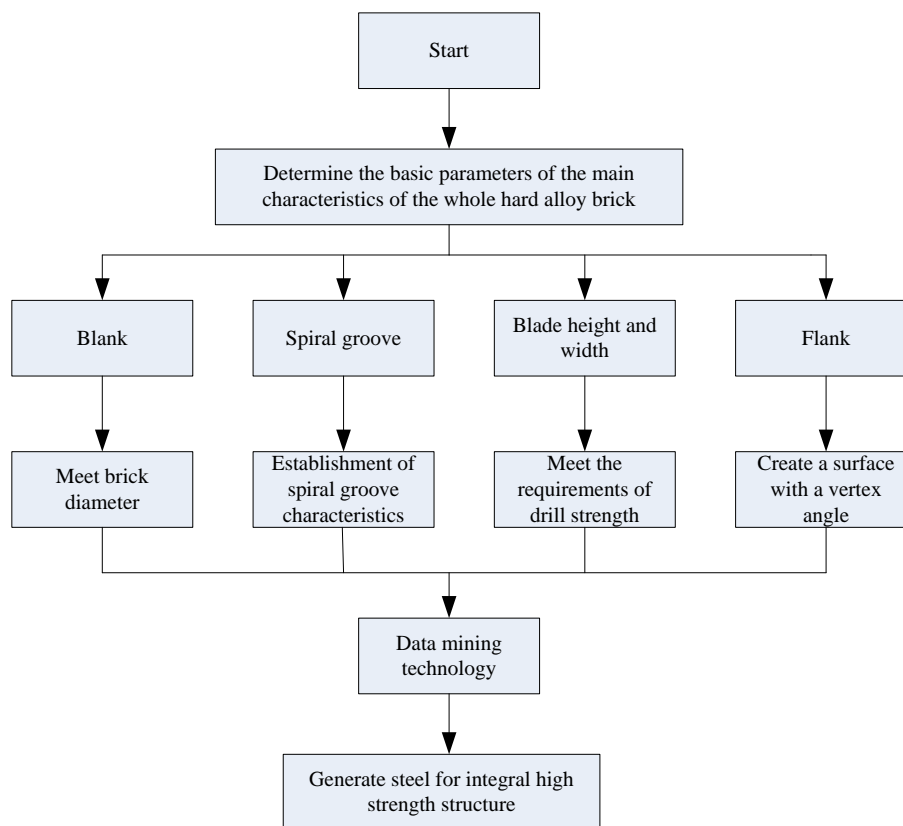 Start
Determine the basic parameters of the main
characteristics of the whole hard alloy brick
Blank
Spiral groove
Blade height and
width
Flank
Meet brick
diameter
Establishment of
spiral groove
characteristics
Meet the
requirements of
drill strength
Create a surface
with a vertex
angle
Data mining
technology
Generate steel for integral high
strength structure